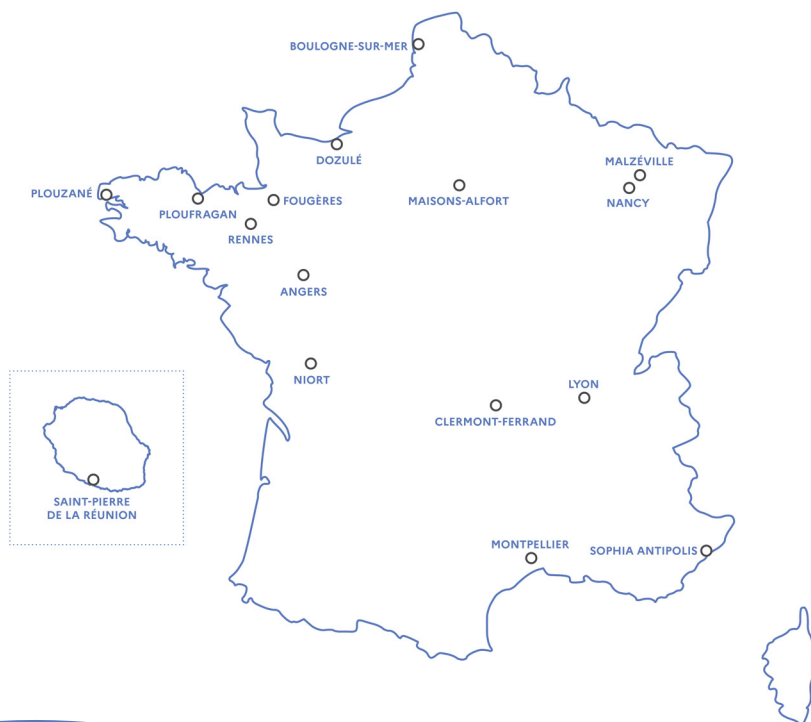 BOULOGNE-SUR-MER
DOZULÉ
MALZÉVILLE
PLOUZANÉ
FOUGÈRES
MAISONS-ALFORT
NANCY
PLOUFRAGAN
RENNES
ANGERS
NIORT
LYON
CLERMONT-FERRAND
SAINT-PIERRE
DE LA RÉUNION
MONTPELLIER
SOPHIA ANTIPOLIS